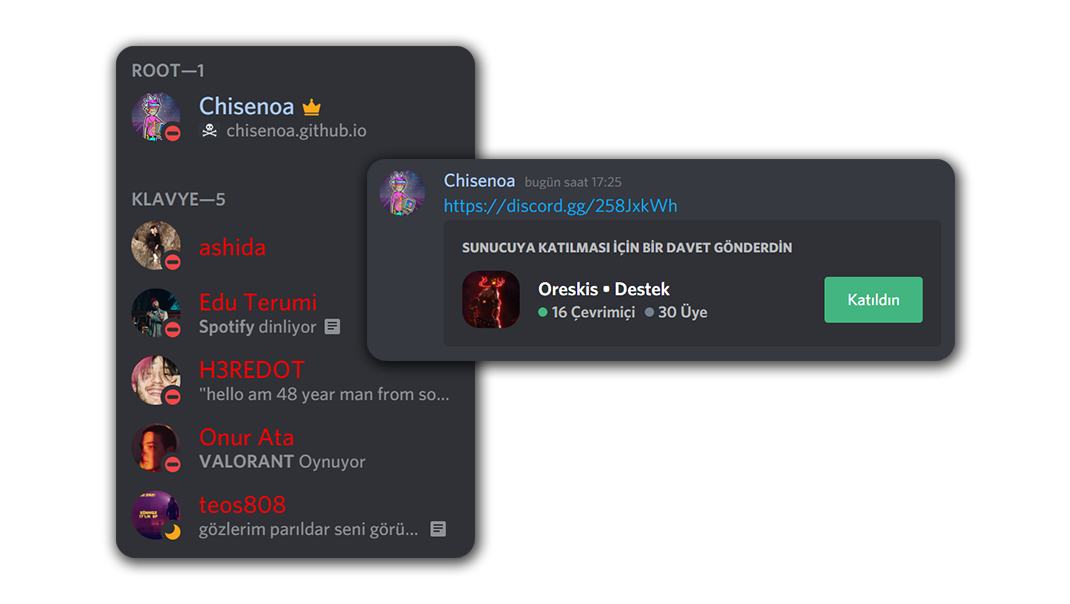 ROOT—1
Chisenoa
chisenoa.github.io
KLAVYE—5
ashida
Edu Terumi
Spotify dinliyor
H3REDOT
"hello am 48 year man from so...
Onur Ata
VALORANT Oynuyor
teos808
gözlerim parıldar seni görü...
Chisenoa bugün saat 17:25
https://discord.gg/258JxkWh
SUNUCUYA KATILMASI İÇİN BİR DAVET GÖNDERDİN
Oreskis • Destek
16 Çevrimiçi 30 Üye
Katıldın